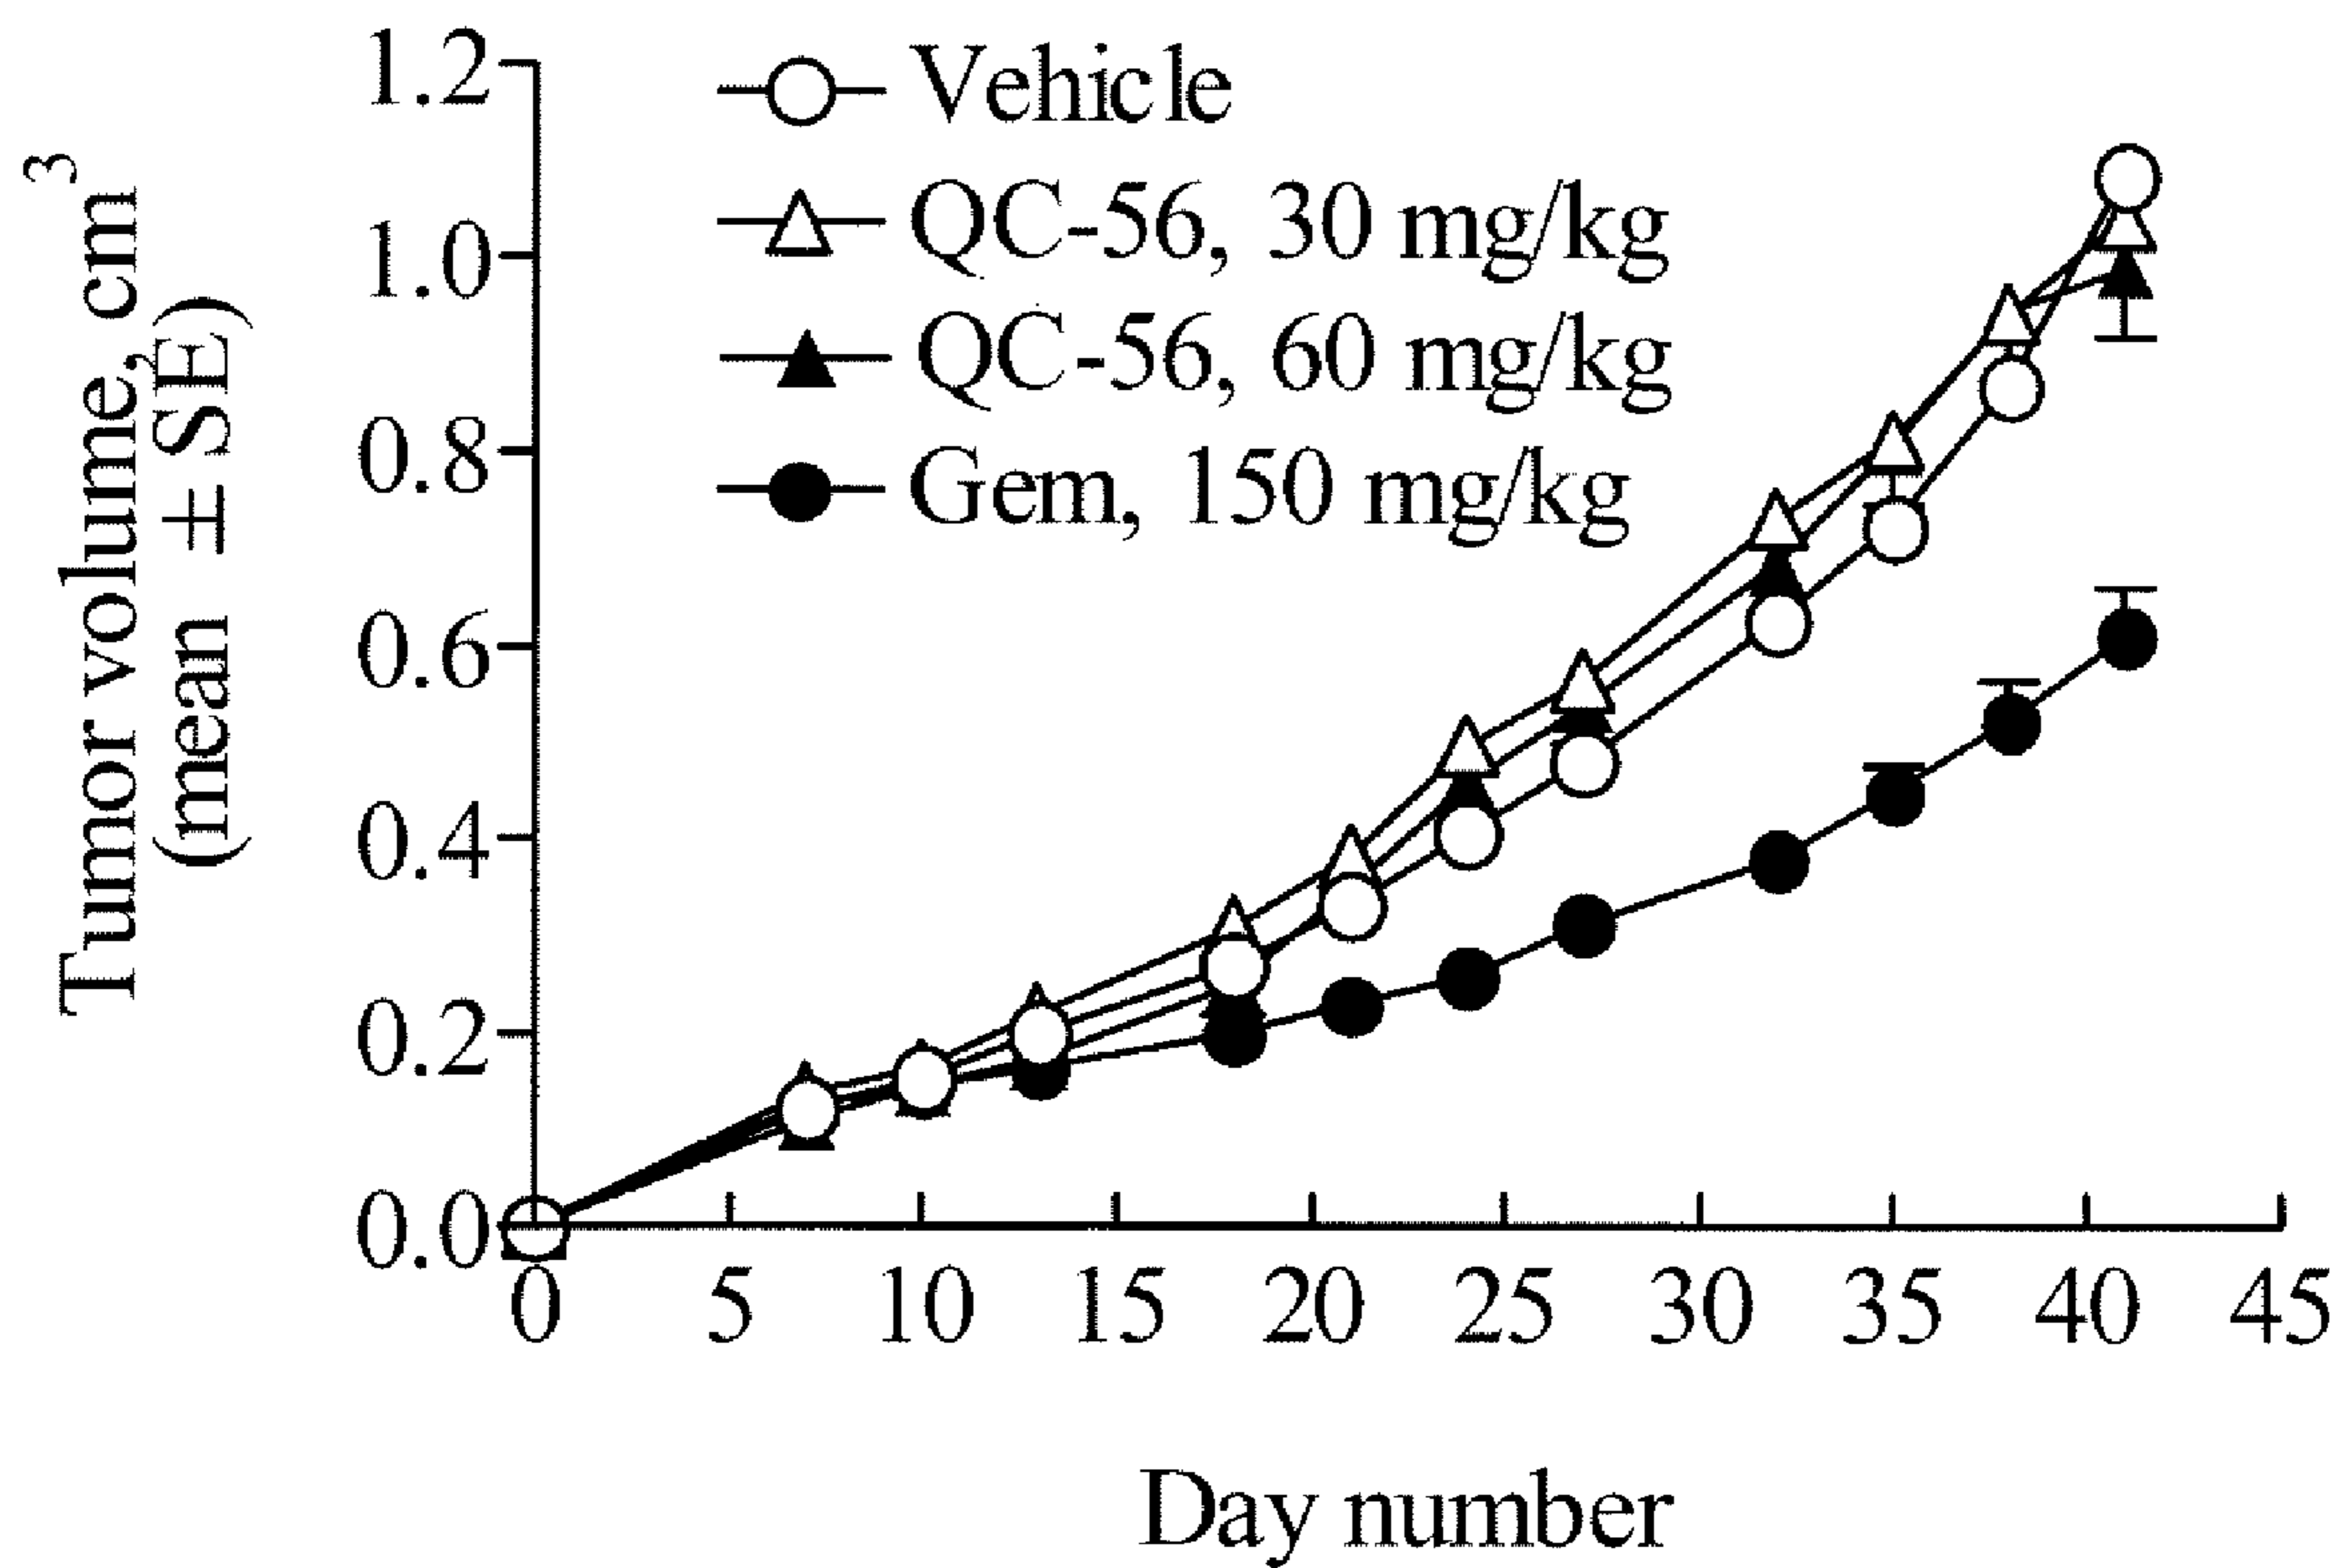 Tumor volume, cm³
(mean ± SE)
1.2
1.0
0.8
0.6
0.4
0.2
0.0
Vehicle
QC-56, 30 mg/kg
QC-56, 60 mg/kg
Gem, 150 mg/kg
0 5 10 15 20 25 30 35 40 45
Day number